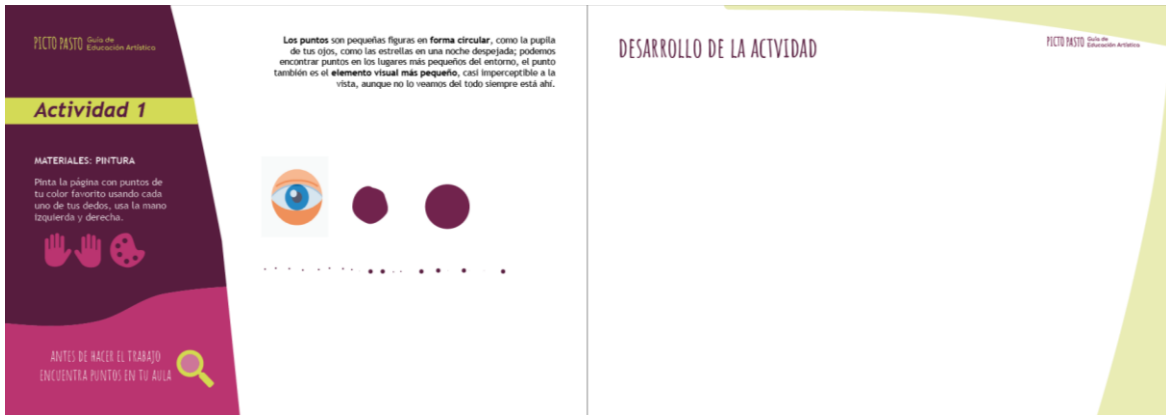 PICTO PASTO Guía de
Educación Artística
Actividad 1
MATERIALES: PINTURA
Pinta la página con puntos de
tu color favorito usando cada
uno de tus dedos, usa la mano
izquierda y derecha.
ANTES DE HACER EL TRABAJO
ENCUENTRA PUNTOS EN TU AULA
Los puntos son pequeñas figuras en forma circular, como la pupila
de tus ojos, como las estrellas en una noche despejada; podemos
encontrar puntos en los lugares más pequeños del entorno, el punto
también es el elemento visual más pequeño, casi imperceptible a la
vista, aunque no lo veamos del todo siempre está ahí.
DESARROLLO DE LA ACTVIDAD
PICTO PASTO Guía de
Educación Artística